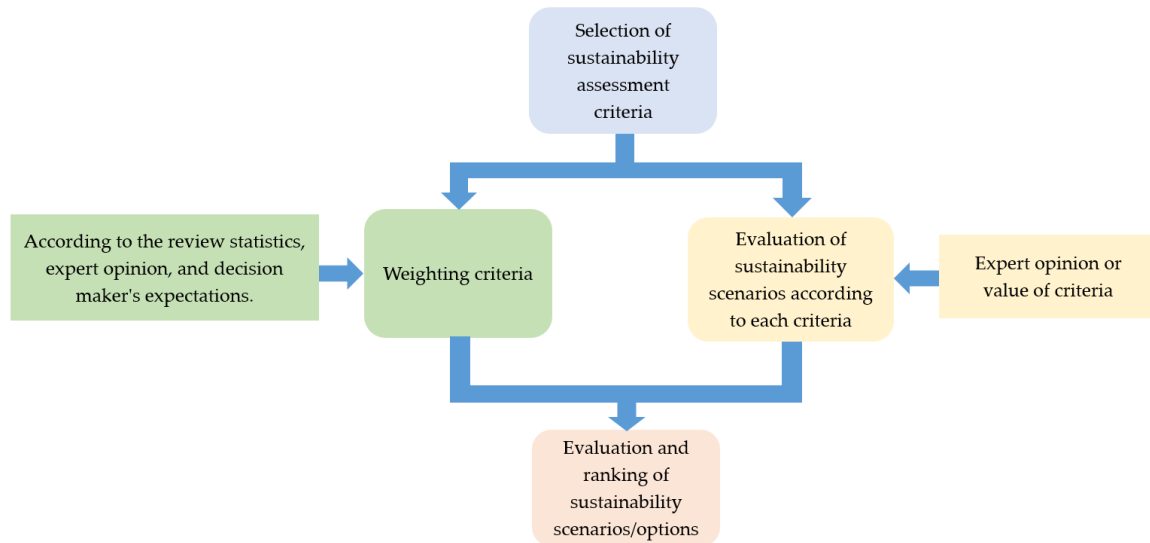 Selection of
sustainability
assessment
criteria
According to the review statistics,
expert opinion, and decision
maker's expectations.
Weighting criteria
Evaluation of
sustainability
scenarios according
to each criteria
Expert opinion or
value of criteria
Evaluation and
ranking of
sustainability
scenarios/options